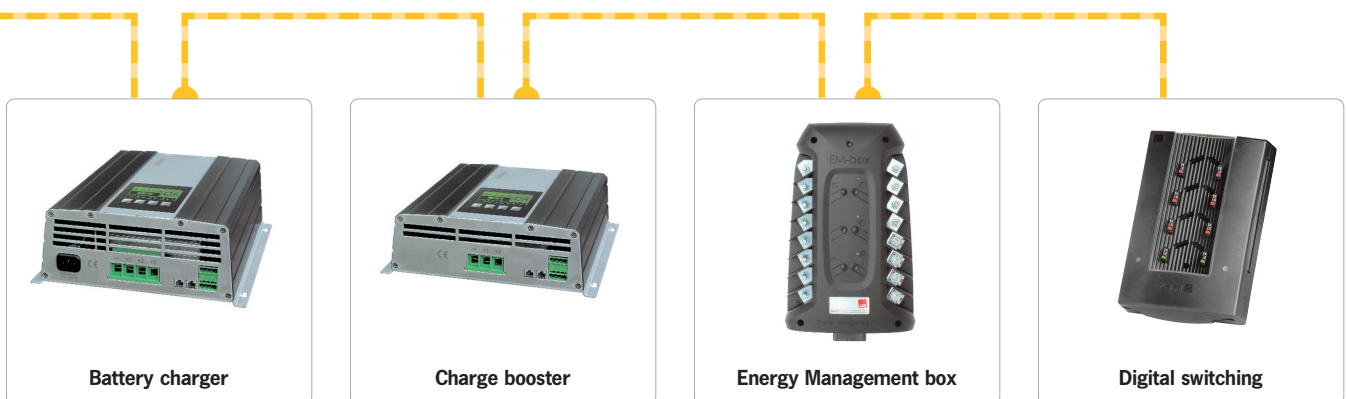 EM-box
Battery charger
Charge booster
Energy Management box
Digital switching